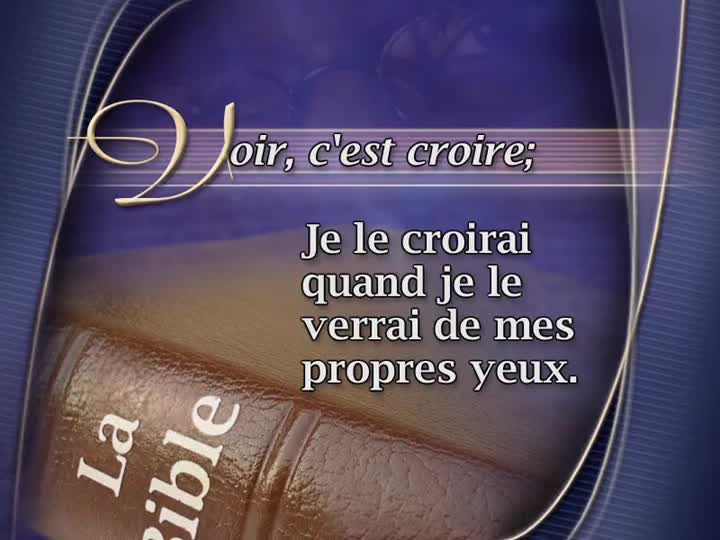 Voir, c'est croire;
Je le croirai
quand je le
verrai de mes
propres yeux.
La
Bible